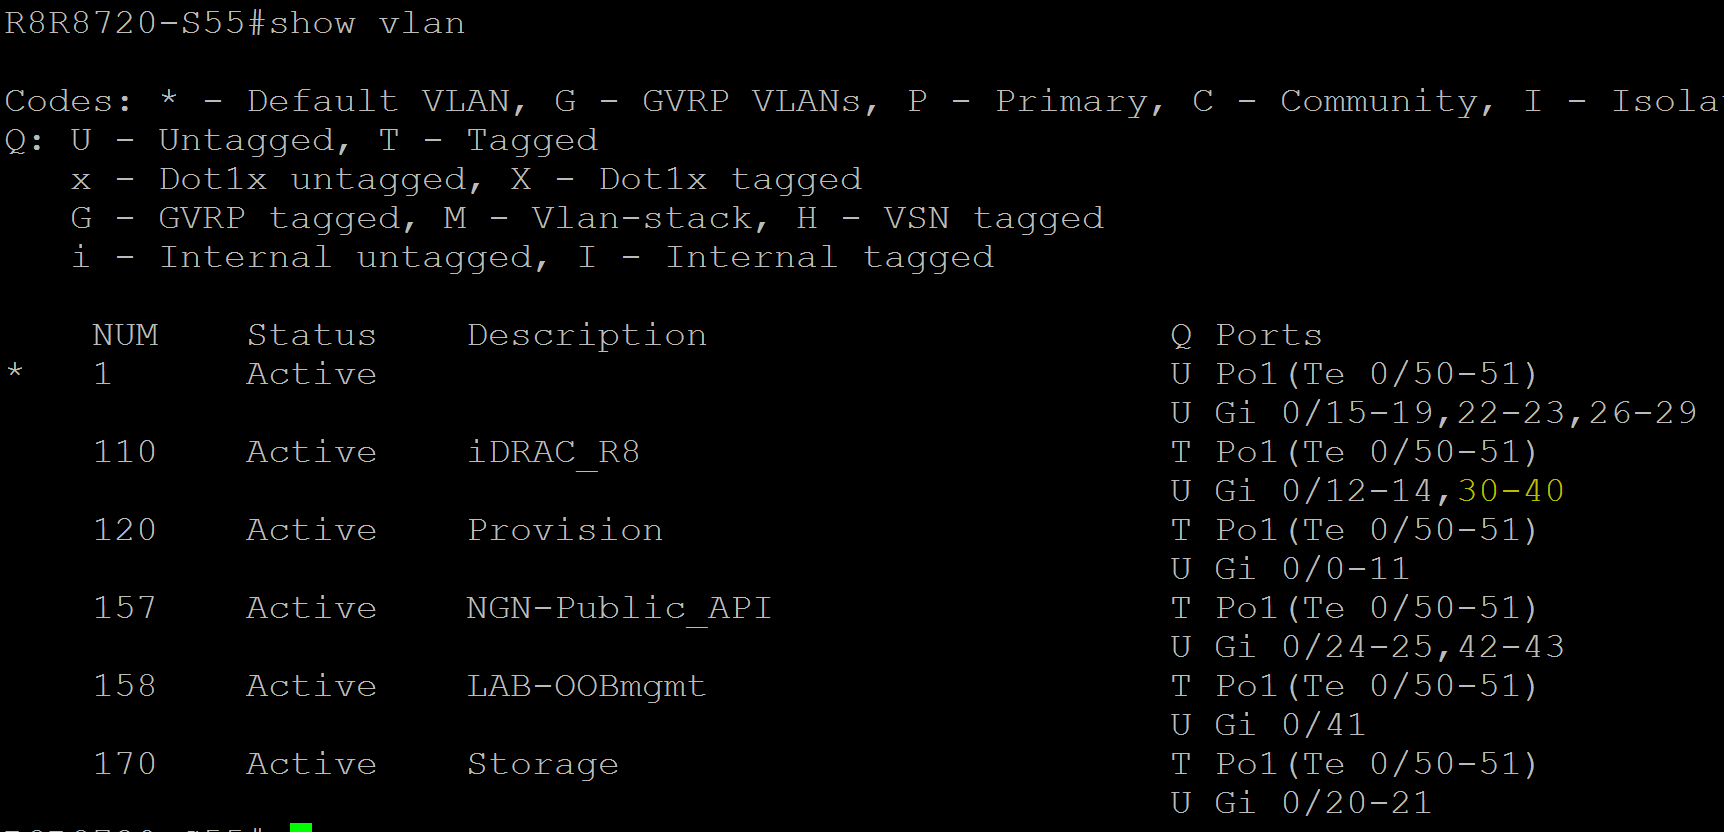 R8R8720-S55#show vlan
Codes: * - Default VLAN, G - GVRP VLANs, P - Primary, C - Community, I - Isola
Q: U - Untagged, T - Tagged
x - Dot1x untagged, X - Dot1x tagged
G - GVRP tagged, M - Vlan-stack, H - VSN tagged
i - Internal untagged, I - Internal tagged
NUM Status Description Q Ports
* 1 Active U Po1(Te 0/50-51)
U Gi 0/15-19,22-23,26-29
110 Active iDRAC_R8 T Po1(Te 0/50-51)
U Gi 0/12-14,30-40
120 Active Provision T Po1(Te 0/50-51)
U Gi 0/0-11
157 Active NGN-Public_API T Po1(Te 0/50-51)
U Gi 0/24-25,42-43
158 Active LAB-OOBmgmt T Po1(Te 0/50-51)
U Gi 0/41
170 Active Storage T Po1(Te 0/50-51)
U Gi 0/20-21